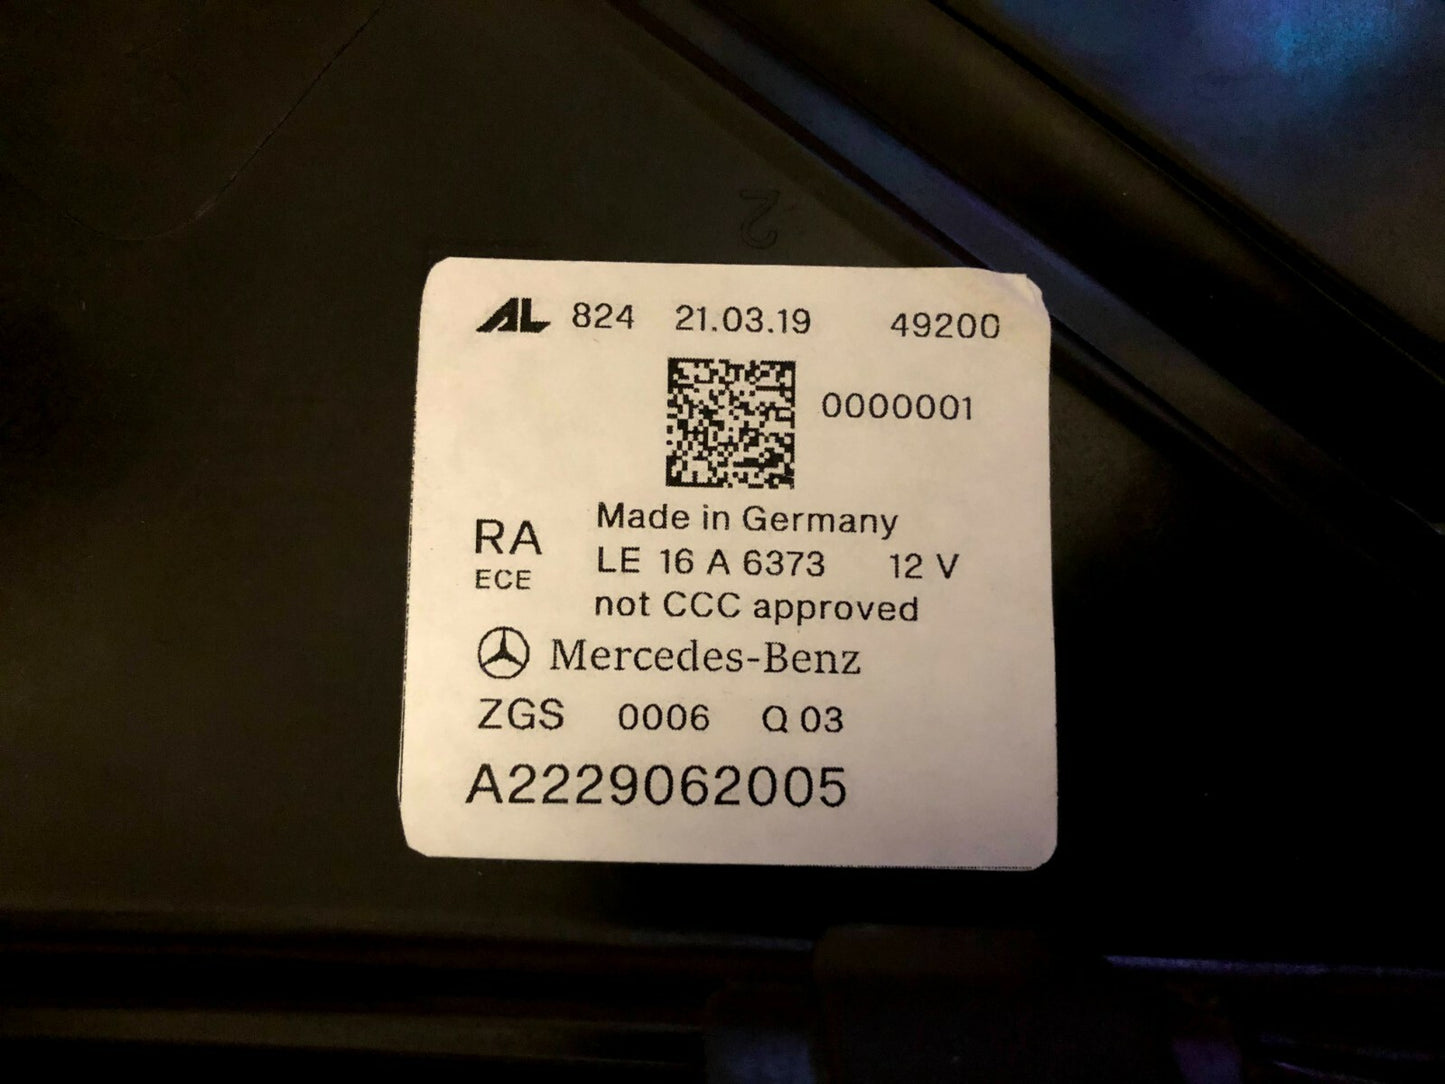 AL 824 21.03.19 49200
0000001
Made in Germany
RA LE 16 A 6373 12 V
ECE not CCC approved
Mercedes-Benz
ZGS 0006 Q 03
A2229062005
2